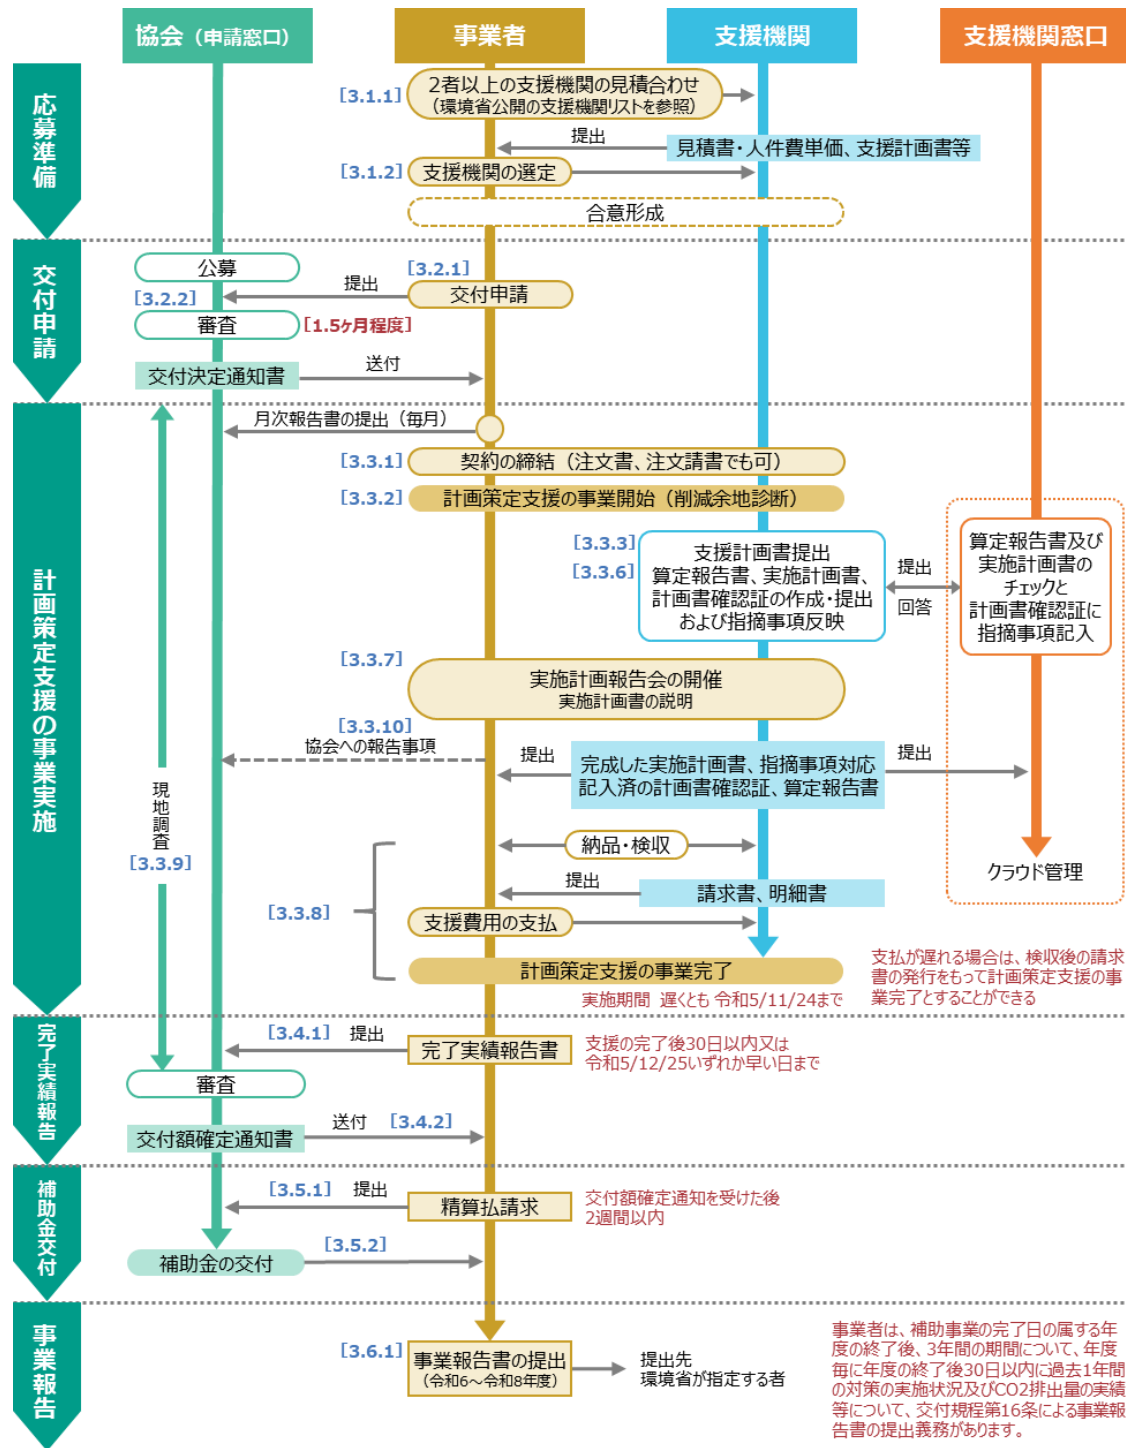 協会（申請窓口）
事業者
支援機関
支援機関窓口
応募準備
[3.1.1]
2者以上の支援機関の見積合わせ
（環境省公開の支援機関リストを参照）
提出
見積書・人件費単価、支援計画書等
[3.1.2]
支援機関の選定
合意形成
交付申請
公募
[3.2.1]
提出
交付申請
[3.2.2]
審査
[1.5ヶ月程度]
交付決定通知書
送付
計画策定支援の事業実施
月次報告書の提出（毎月）
[3.3.1]
契約の締結（注文書、注文請書でも可）
[3.3.2]
計画策定支援の事業開始（削減余地診断）
[3.3.3]
[3.3.6]
支援計画書提出
算定報告書、実施計画書、
計画書確認証の作成・提出
および指摘事項反映
提出
回答
算定報告書及び
実施計画書の
チェックと
計画書確認証に
指摘事項記入
[3.3.7]
実施計画報告会の開催
実施計画書の説明
[3.3.10]
協会への報告事項
提出
完成した実施計画書、指摘事項対応
記入済の計画書確認証、算定報告書
提出
現地調査
[3.3.9]
納品・検収
クラウド管理
提出
請求書、明細書
[3.3.8]
支援費用の支払
計画策定支援の事業完了
実施期間 遅くとも 令和5/11/24まで
支払が遅れる場合は、検収後の請求
書の発行をもって計画策定支援の事
業完了とすることができる
完了実績報告
[3.4.1]
提出
完了実績報告書
支援の完了後30日以内又は
令和5/12/25いずれか早い日まで
審査
交付額確定通知書
送付
[3.4.2]
補助金交付
[3.5.1]
提出
精算払請求
交付額確定通知を受けた後
2週間以内
[3.5.2]
補助金の交付
事業報告
[3.6.1]
事業報告書の提出
（令和6～令和8年度）
提出先
環境省が指定する者
事業者は、補助事業の完了日の属する年
度の終了後、3年間の期間について、年度
毎に年度の終了後30日以内に過去1年間
の対策の実施状況及びCO2排出量の実績
等について、交付規程第16条による事業報
告書の提出義務があります。